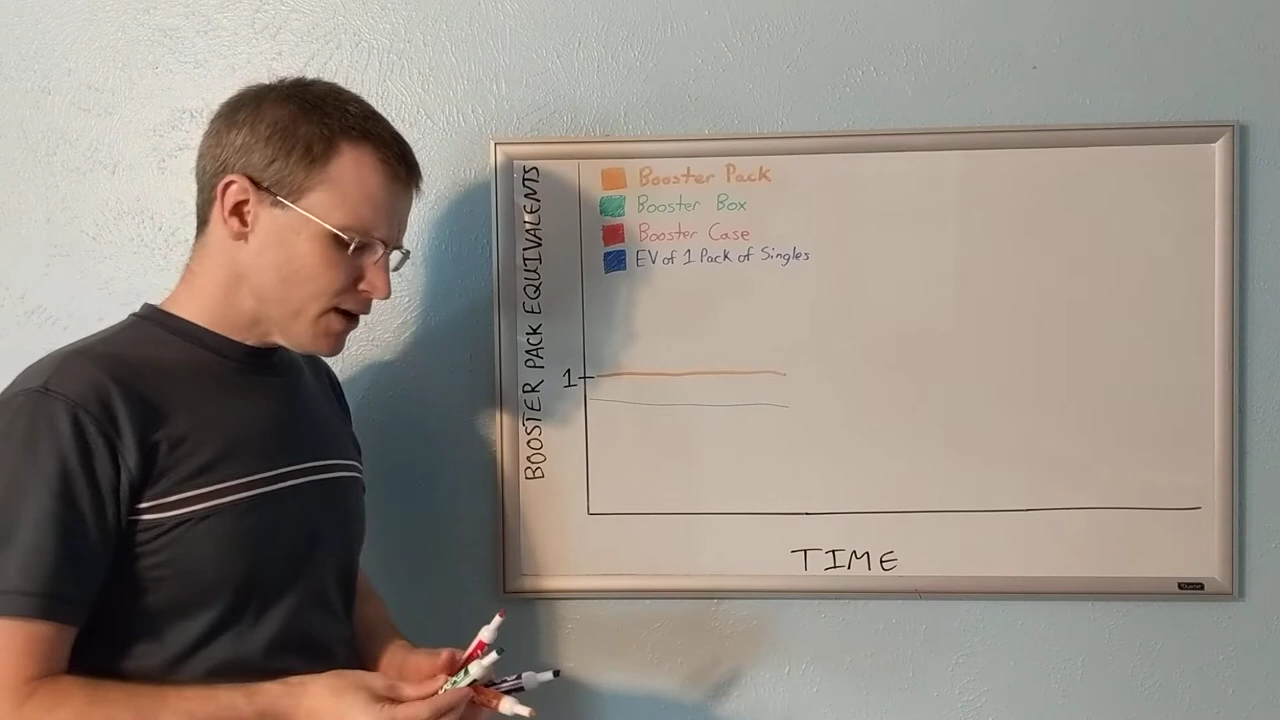 BOOSTER PACK EQUIVALENTS
Booster Pack
Booster Box
Booster Case
EV of 1 Pack of Singles
1
TIME